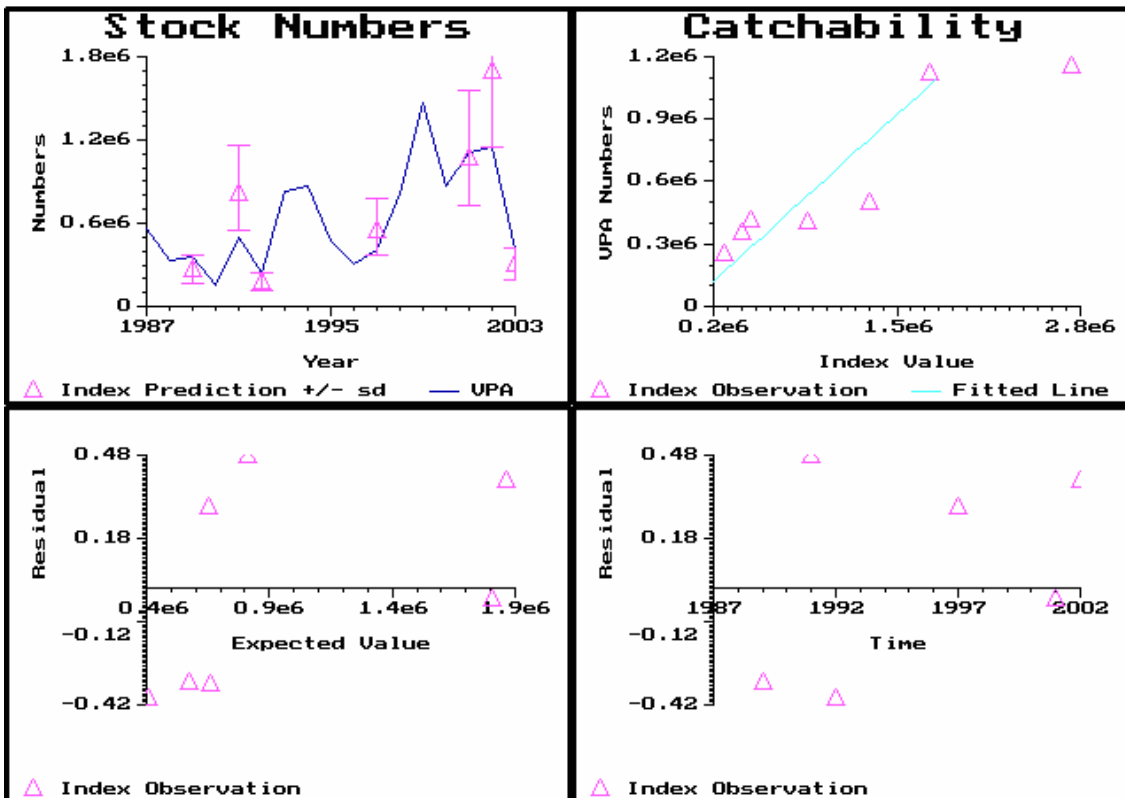 Stock Numbers
1.8e6
1.2e6
0.6e6
0
Numbers
1987 1995 2003
Year
Index Prediction +/- sd VPA
Catchability
1.2e6
0.9e6
0.6e6
0.3e6
0
VPA Numbers
0.2e6 1.5e6 2.8e6
Index Value
Index Observation Fitted Line
0.48
0.18
-0.12
-0.42
Residual
0.4e6 0.9e6 1.4e6 1.9e6
Expected Value
Index Observation
0.48
0.18
-0.12
-0.42
Residual
1987 1992 1997 2002
Time
Index Observation